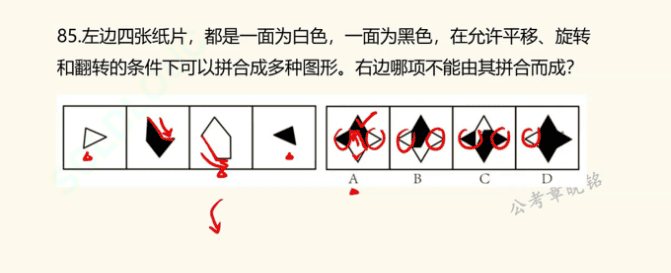 85.左边四张纸片，都是一面为白色，一面为黑色，在允许平移、旋转
和翻转的条件下可以拼合成多种图形。右边哪项不能由其拼合而成？
A B C D
公考章晓铭